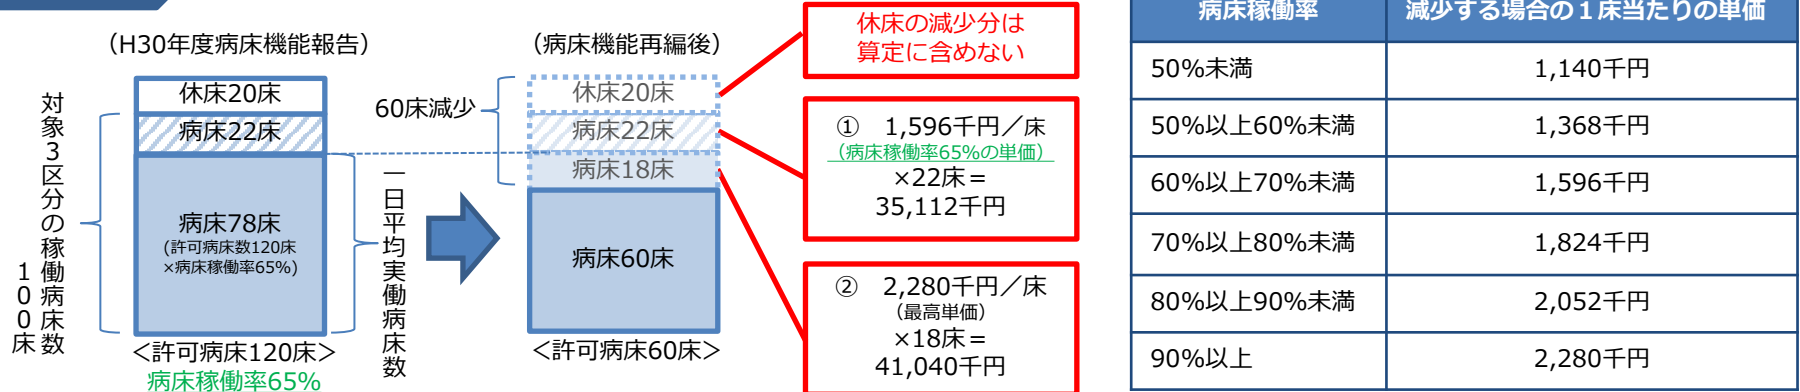 （H30年度病床機能報告）
対象3区分の稼働病床数
100床
休床20床
病床22床
病床78床
(許可病床数120床
×病床稼働率65%)
一日平均実働病床数
＜許可病床120床＞
病床稼働率65%
（病床機能再編後）
60床減少
休床20床
病床22床
病床18床
病床60床
＜許可病床60床＞
休床の減少分は
算定に含めない
①　1,596千円／床
（病床稼働率65%の単価）
×22床＝
35,112千円
②　2,280千円／床
（最高単価）
×18床＝
41,040千円
病床稼働率　減少する場合の１床当たりの単価
50%未満　1,140千円
50%以上60%未満　1,368千円
60%以上70%未満　1,596千円
70%以上80%未満　1,824千円
80%以上90%未満　2,052千円
90%以上　2,280千円